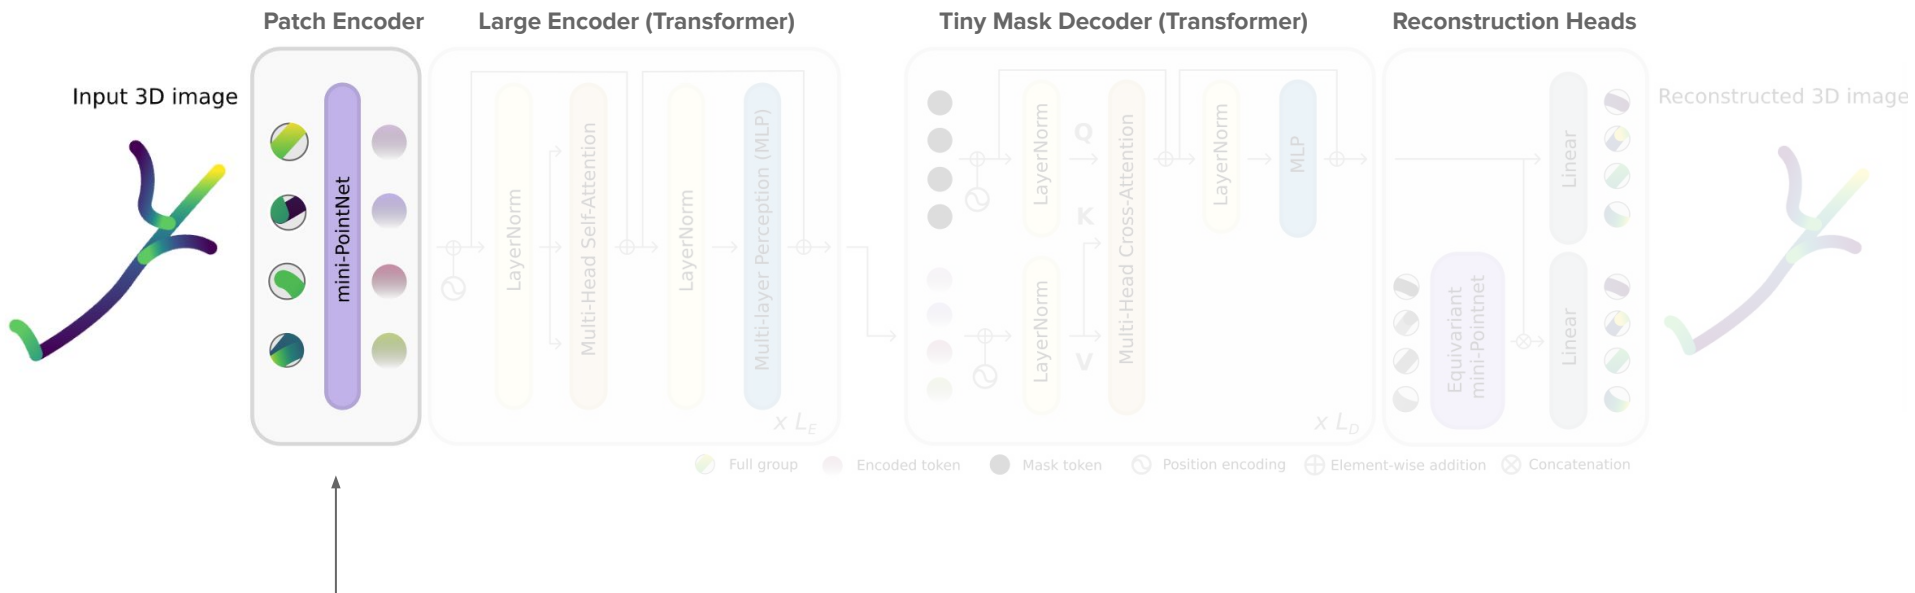 Patch Encoder
Large Encoder (Transformer)
Tiny Mask Decoder (Transformer)
Reconstruction Heads
Input 3D image
mini-PointNet
LayerNorm
Multi-Head Self-Attention
LayerNorm
Multi-layer Perception (MLP)
x L_E
LayerNorm
Q
K
V
LayerNorm
Multi-Head Cross-Attention
LayerNorm
MLP
x L_D
Linear
Equivariant
mini-Pointnet
Linear
Reconstructed 3D image
Full group
Encoded token
Mask token
Position encoding
Element-wise addition
Concatenation